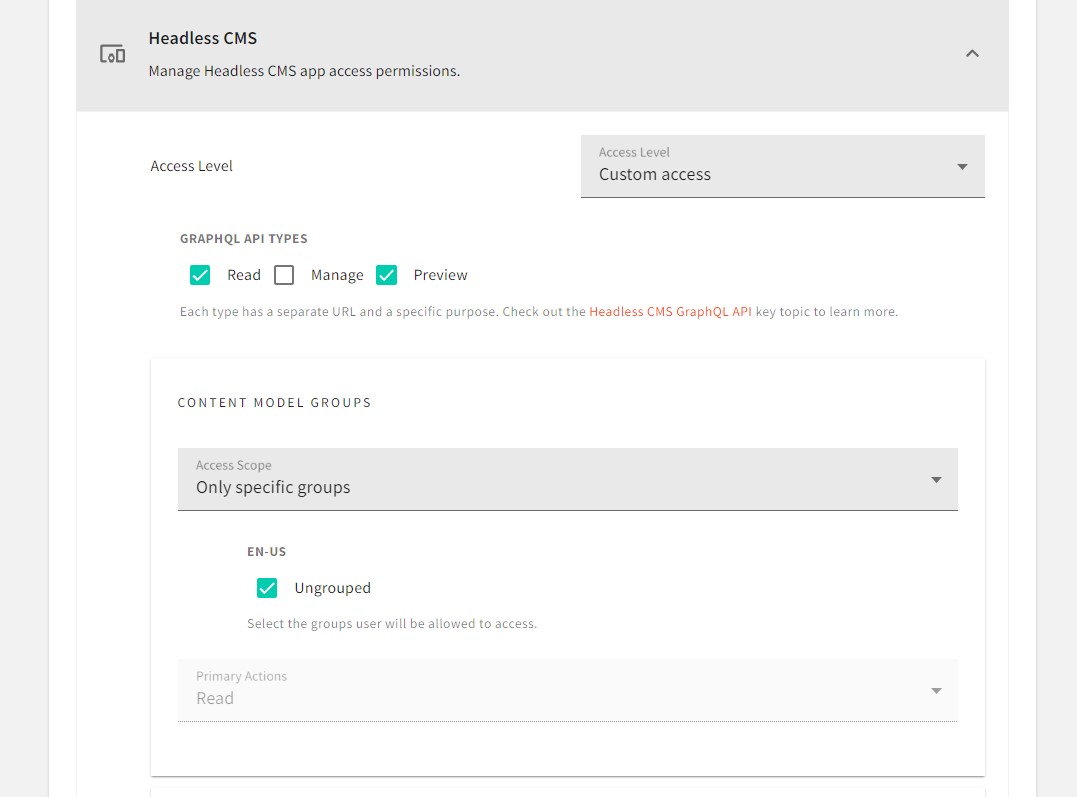 Headless CMS
Manage Headless CMS app access permissions.
Access Level
Access Level
Custom access
GRAPHQL API TYPES
Read Manage Preview
Each type has a separate URL and a specific purpose. Check out the Headless CMS GraphQL API key topic to learn more.
CONTENT MODEL GROUPS
Access Scope
Only specific groups
EN-US
Ungrouped
Select the groups user will be allowed to access.
Primary Actions
Read